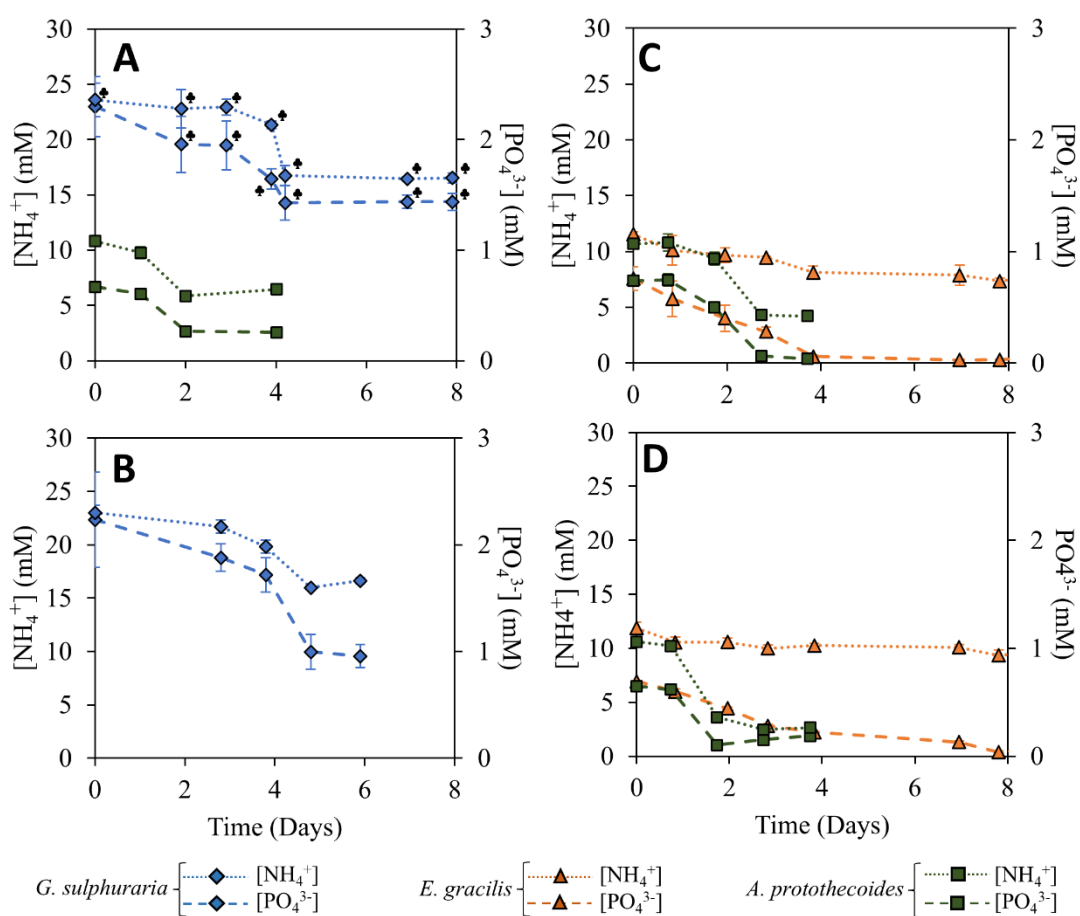 A
30
25
20
15
10
5
0
[NH₄⁺] (mM)
3
2
1
0
[PO₄³⁻] (mM)
0 2 4 6 8
C
30
25
20
15
10
5
0
[NH₄⁺] (mM)
3
2
1
0
[PO₄³⁻] (mM)
0 2 4 6 8
B
30
25
20
15
10
5
0
[NH₄⁺] (mM)
3
2
1
0
[PO₄³⁻] (mM)
0 2 4 6 8
Time (Days)
D
30
25
20
15
10
5
0
[NH4⁺] (mM)
3
2
1
0
PO4³⁻ (mM)
0 2 4 6 8
Time (Days)
G. sulphuraria [NH₄⁺] [PO₄³⁻]
E. gracilis [NH₄⁺] [PO₄³⁻]
A. protothecoides [NH₄⁺] [PO₄³⁻]